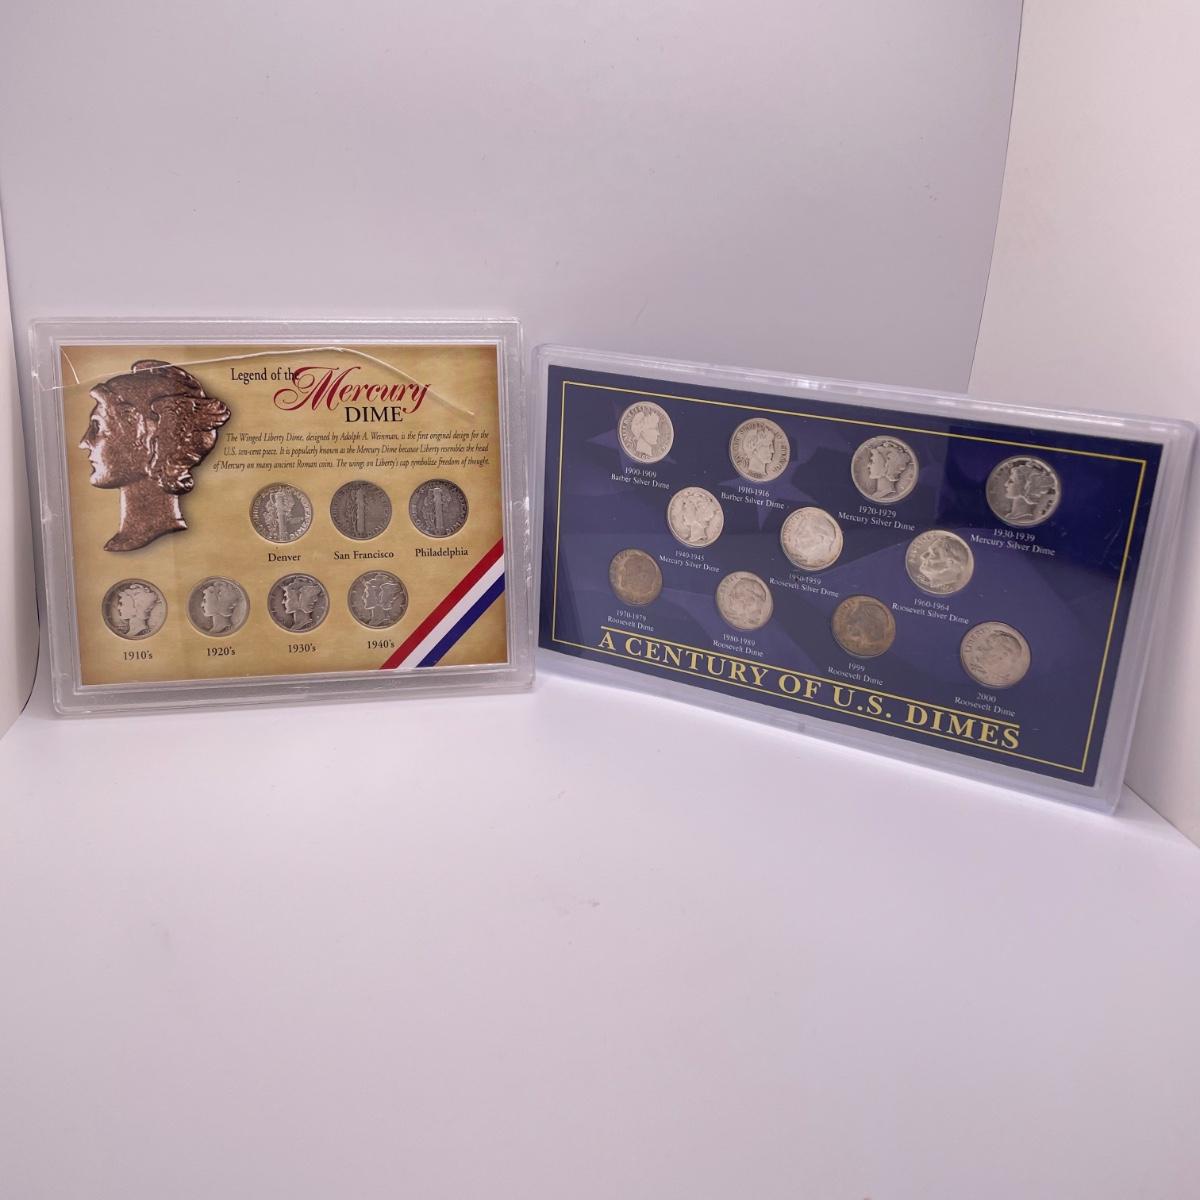 Legend of the
Mercury
DIME
The Winged Liberty Dime, designed by Adolph A. Weinman, is the first original design for the
U.S. ten-cent piece. It is popularly known as the Mercury Dime because Liberty resembles the head
of Mercury on many ancient Roman coins. The wings on Liberty's cap symbolize freedom of thought.
Denver
San Francisco
Philadelphia
1910's
1920's
1930's
1940's
1900-1909
Barber Silver Dime
1910-1916
Barber Silver Dime
1920-1929
Mercury Silver Dime
1930-1939
Mercury Silver Dime
1940-1945
Mercury Silver Dime
1950-1959
Roosevelt Silver Dime
1960-1964
Roosevelt Silver Dime
1970-1979
Roosevelt Dime
1980-1989
Roosevelt Dime
1999
Roosevelt Dime
2000
Roosevelt Dime
A CENTURY OF U.S. DIMES